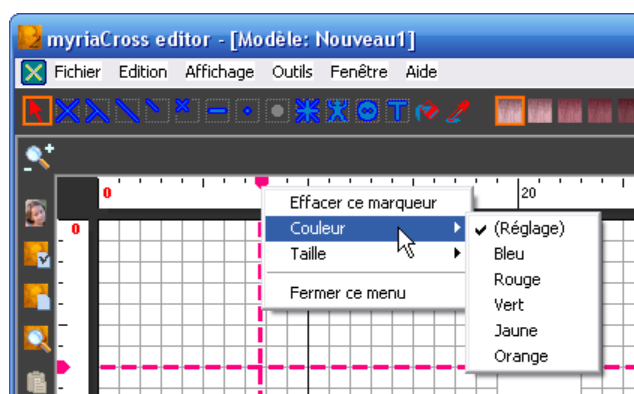 myriaCross editor - [Modèle: Nouveau1]
Fichier Edition Affichage Outils Fenêtre Aide
T
0 20
0
Effacer ce marqueur
Couleur
Taille
Fermer ce menu
(Réglage)
Bleu
Rouge
Vert
Jaune
Orange